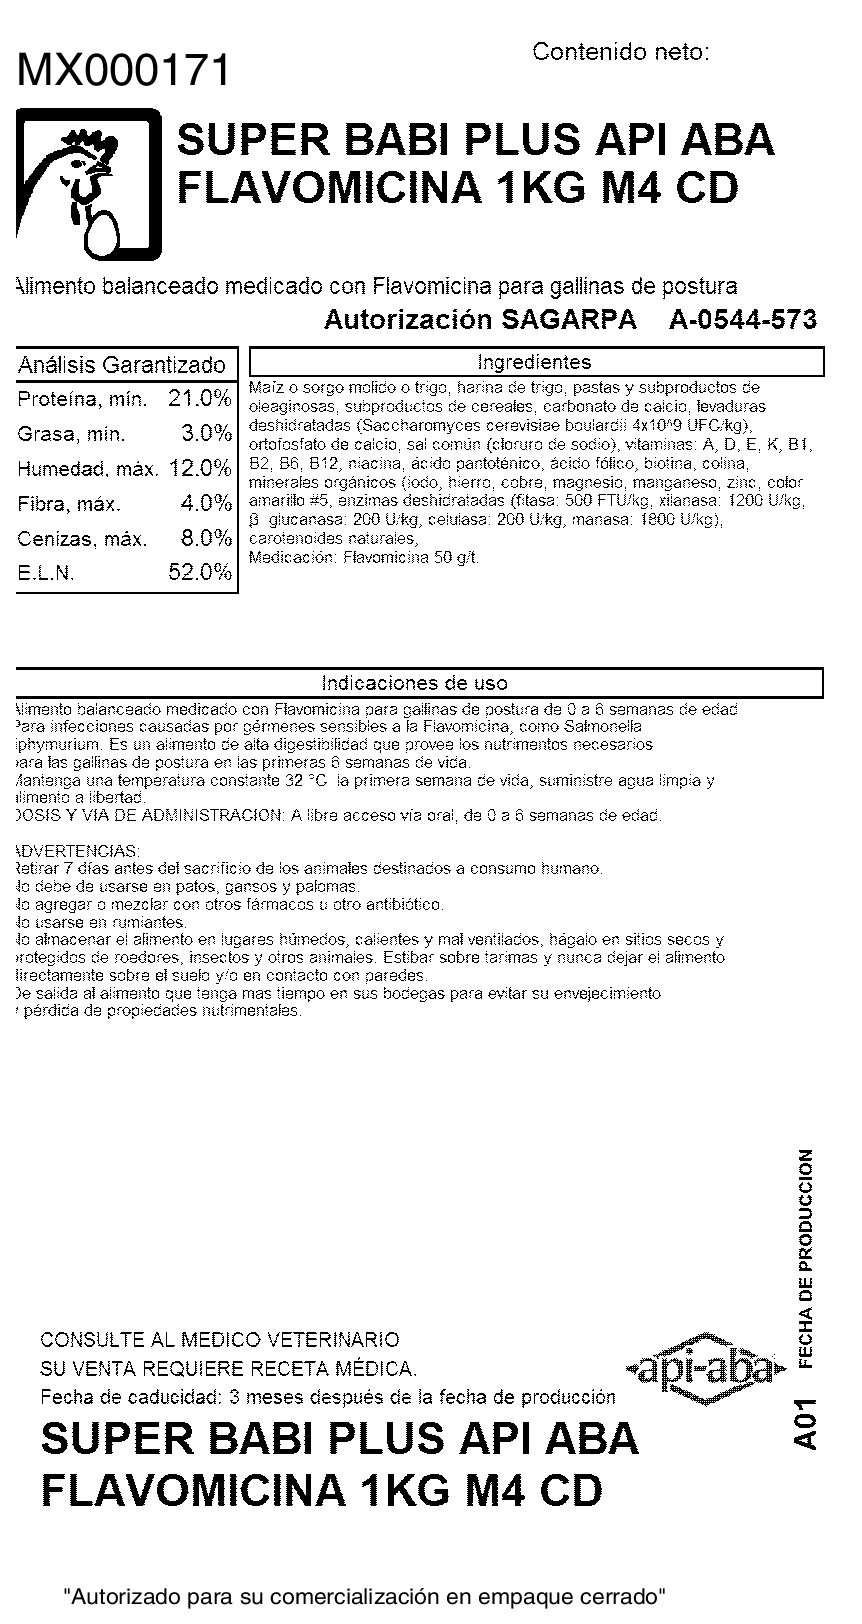 MX000171
Contenido neto:
SUPER BABI PLUS API ABA
FLAVOMICINA 1KG M4 CD
Alimento balanceado medicado con Flavomicina para gallinas de postura
Autorización SAGARPA A-0544-573
Análisis Garantizado
Proteína, mín. 21.0%
Grasa, mín. 3.0%
Humedad, máx. 12.0%
Fibra, máx. 4.0%
Cenizas, máx. 8.0%
E.L.N. 52.0%
Ingredientes
Maíz o sorgo molido o trigo, harina de trigo, pastas y subproductos de
oleaginosas, subproductos de cereales, carbonato de calcio, levaduras
deshidratadas (Saccharomyces cerevisiae boulardii 4x10^9 UFC/kg),
ortofosfato de calcio, sal común (cloruro de sodio), vitaminas: A, D, E, K, B1,
B2, B6, B12, niacina, ácido pantoténico, ácido fólico, biotina, colina,
minerales orgánicos (iodo, hierro, cobre, magnesio, manganeso, zinc, color
amarillo #5, enzimas deshidratadas (fitasa: 500 FTU/kg, xilanasa: 1200 U/kg,
β glucanasa: 200 U/kg, celulasa: 200 U/kg, manasa: 1800 U/kg),
carotenoides naturales,
Medicación: Flavomicina 50 g/t.
Indicaciones de uso
Alimento balanceado medicado con Flavomicina para gallinas de postura de 0 a 6 semanas de edad
Para infecciones causadas por gérmenes sensibles a la Flavomicina, como Salmonella
iphymurium. Es un alimento de alta digestibilidad que provee los nutrimentos necesarios
para las gallinas de postura en las primeras 6 semanas de vida.
Mantenga una temperatura constante 32 °C la primera semana de vida, suministre agua limpia y
alimento a libertad.
DOSIS Y VIA DE ADMINISTRACION: A libre acceso vía oral, de 0 a 6 semanas de edad.
ADVERTENCIAS:
Retirar 7 días antes del sacrificio de los animales destinados a consumo humano.
No debe de usarse en patos, gansos y palomas.
No agregar o mezclar con otros fármacos u otro antibiótico.
No usarse en rumiantes.
No almacenar el alimento en lugares húmedos, calientes y mal ventilados, hágalo en sitios secos y
protegidos de roedores, insectos y otros animales. Estibar sobre tarimas y nunca dejar el alimento
directamente sobre el suelo y/o en contacto con paredes.
De salida al alimento que tenga mas tiempo en sus bodegas para evitar su envejecimiento
y pérdida de propiedades nutrimentales.
FECHA DE PRODUCCION
A01
CONSULTE AL MEDICO VETERINARIO
SU VENTA REQUIERE RECETA MÉDICA.
Fecha de caducidad: 3 meses después de la fecha de producción
api-aba
SUPER BABI PLUS API ABA
FLAVOMICINA 1KG M4 CD
"Autorizado para su comercialización en empaque cerrado"